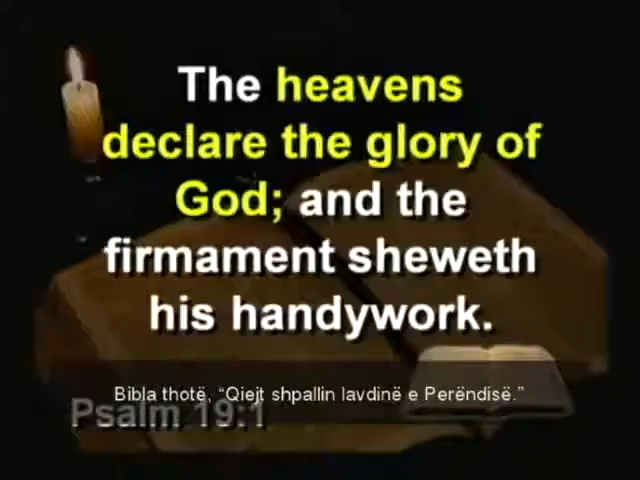 The heavens
declare the glory of
God; and the
firmament sheweth
his handywork.
Bibla thotë, “Qiejt shpallin lavdinë e Perëndisë.”
Psalm 19:1